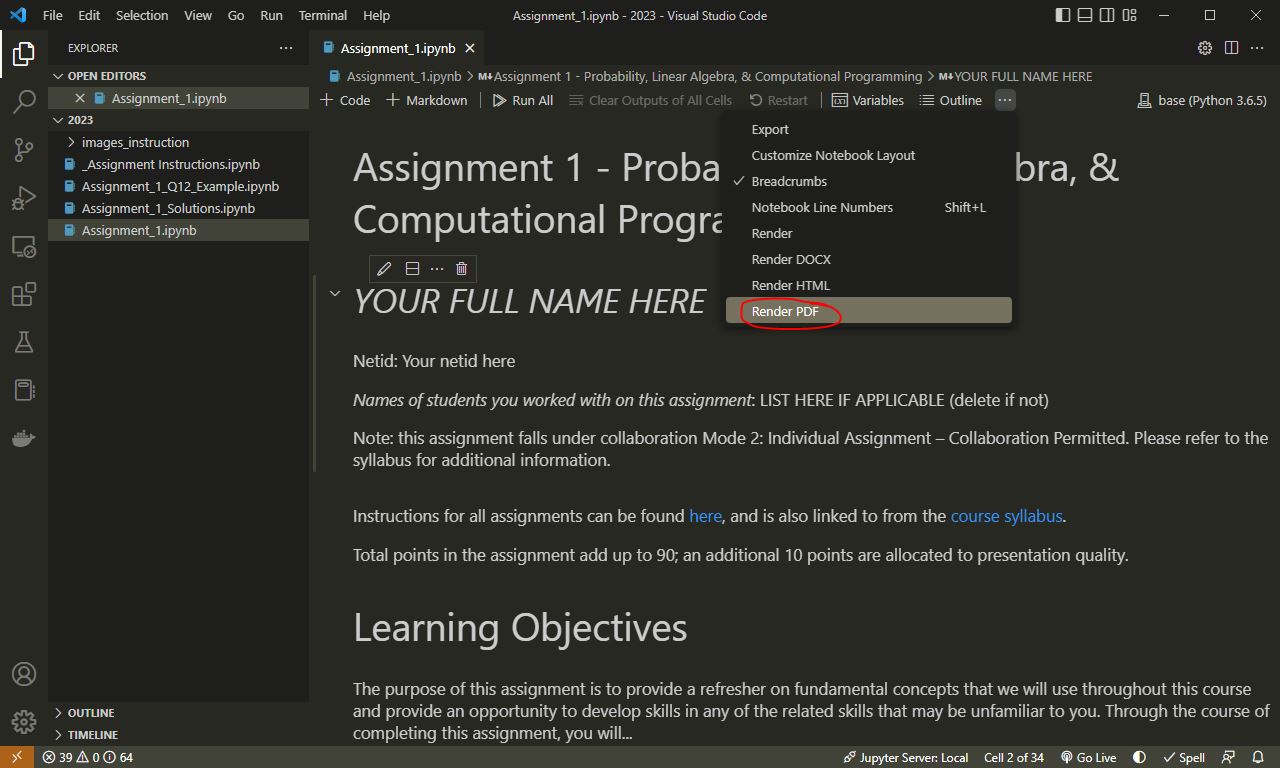 File Edit Selection View Go Run Terminal Help Assignment_1.ipynb - 2023 - Visual Studio Code
EXPLORER
OPEN EDITORS
Assignment_1.ipynb
2023
images_instruction
_Assignment Instructions.ipynb
Assignment_1_Q12_Example.ipynb
Assignment_1_Solutions.ipynb
Assignment_1.ipynb
OUTLINE
TIMELINE
Assignment_1.ipynb
Assignment_1.ipynb > M↓Assignment 1 - Probability, Linear Algebra, & Computational Programming > M↓YOUR FULL NAME HERE
+ Code + Markdown Run All Clear Outputs of All Cells Restart Variables Outline ... base (Python 3.6.5)
Export
Customize Notebook Layout
Breadcrumbs
Notebook Line Numbers Shift+L
Render
Render DOCX
Render HTML
Render PDF
Assignment 1 - Proba bra, &
Computational Progra
YOUR FULL NAME HERE
Netid: Your netid here
Names of students you worked with on this assignment: LIST HERE IF APPLICABLE (delete if not)
Note: this assignment falls under collaboration Mode 2: Individual Assignment – Collaboration Permitted. Please refer to the
syllabus for additional information.
Instructions for all assignments can be found here, and is also linked to from the course syllabus.
Total points in the assignment add up to 90; an additional 10 points are allocated to presentation quality.
Learning Objectives
The purpose of this assignment is to provide a refresher on fundamental concepts that we will use throughout this course
and provide an opportunity to develop skills in any of the related skills that may be unfamiliar to you. Through the course of
completing this assignment, you will...
39 0 64 Jupyter Server: Local Cell 2 of 34 Go Live Spell